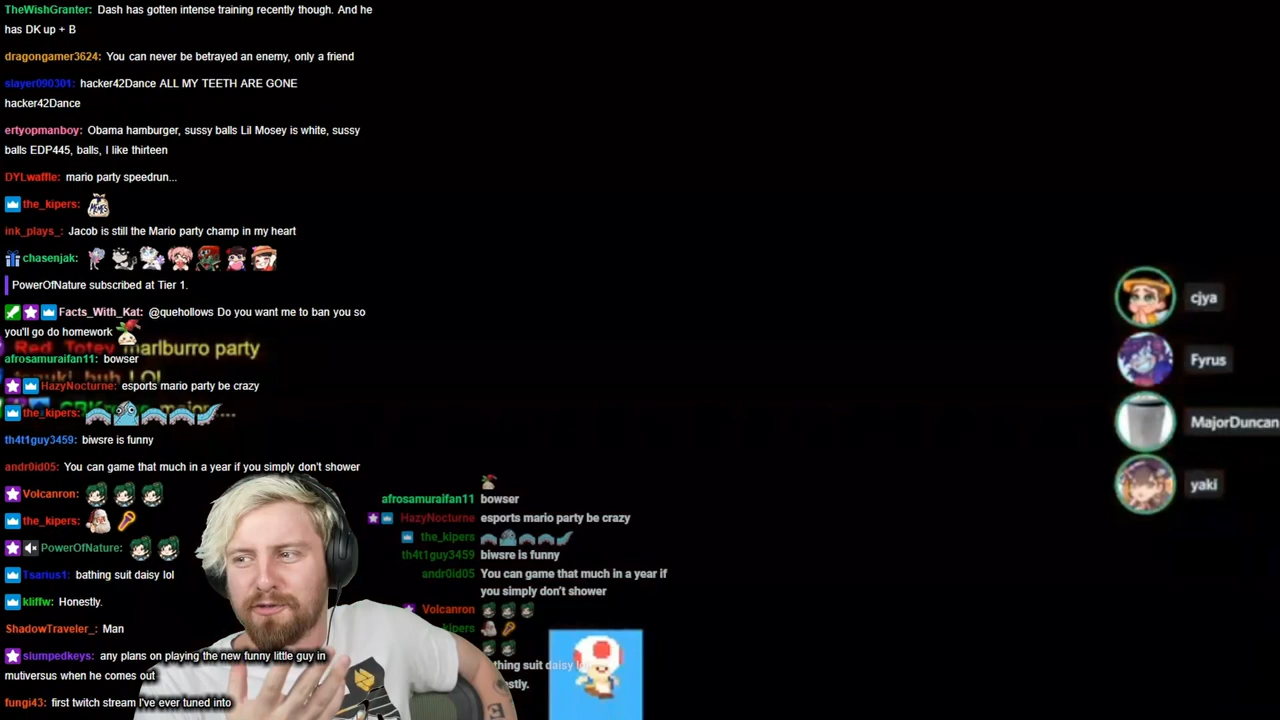 TheWishGranter: Dash has gotten intense training recently though. And he
has DK up + B
dragongamer3624: You can never be betrayed an enemy, only a friend
slayer090301: hacker42Dance ALL MY TEETH ARE GONE
hacker42Dance
ertyopmanboy: Obama hamburger, sussy balls Lil Mosey is white, sussy
balls EDP445, balls, I like thirteen
DYLwaffle: mario party speedrun...
the_kipers:
ink_plays_: Jacob is still the Mario party champ in my heart
chasenjak:
PowerOfNature subscribed at Tier 1.
Facts_With_Kat: @quehollows Do you want me to ban you so
you'll go do homework
Red_Totey marlburro party
afrosamuraifan11: bowser
LOL
HazyNocturne: esports mario party be crazy
major ...
the_kipers:
th4t1guy3459: biwsre is funny
andr0id05: You can game that much in a year if you simply don't shower
Volcanron:
the_kipers:
PowerOfNature:
Tsarius1: bathing suit daisy lol
kliffw: Honestly.
ShadowTraveler_: Man
slumpedkeys: any plans on playing the new funny little guy in
mutiversus when he comes out
fungi43: first twitch stream I've ever tuned into
afrosamuraifan11 bowser
HazyNocturne esports mario party be crazy
the_kipers
th4t1guy3459 biwsre is funny
andr0id05 You can game that much in a year if
you simply don't shower
Volcanron
kipers
thing suit daisy l
estly.
cjya
Fyrus
MajorDuncan
yaki